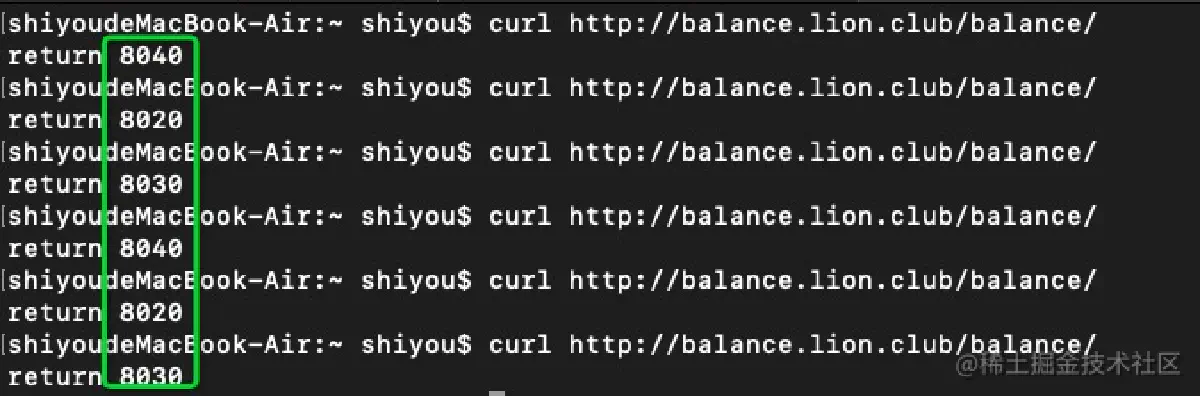 [shiyoudeMacBook-Air:~ shiyou$ curl http://balance.lion.club/balance/
return 8040
[shiyoudeMacBook-Air:~ shiyou$ curl http://balance.lion.club/balance/
return 8020
[shiyoudeMacBook-Air:~ shiyou$ curl http://balance.lion.club/balance/
return 8030
[shiyoudeMacBook-Air:~ shiyou$ curl http://balance.lion.club/balance/
return 8040
[shiyoudeMacBook-Air:~ shiyou$ curl http://balance.lion.club/balance/
return 8020
[shiyoudeMacBook-Air:~ shiyou$ curl http://balance.lion.club/balance/
return 8030
@稀土掘金技术社区